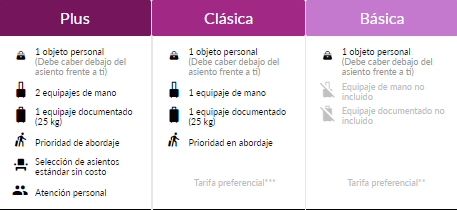 Plus
1 objeto personal
(Debe caber debajo del
asiento frente a ti)
2 equipajes de mano
1 equipaje documentado
(25 kg)
Prioridad de abordaje
Selección de asientos
estándar sin costo
Atención personal
Clásica
1 objeto personal
(Debe caber debajo del
asiento frente a ti)
1 equipaje de mano
1 equipaje documentado
(25 kg)
Prioridad en abordaje
Tarifa preferencial***
Básica
1 objeto personal
(Debe caber debajo del
asiento frente a ti)
Equipaje de mano no
incluido
Equipaje documentado no
incluido
Tarifa preferencial**